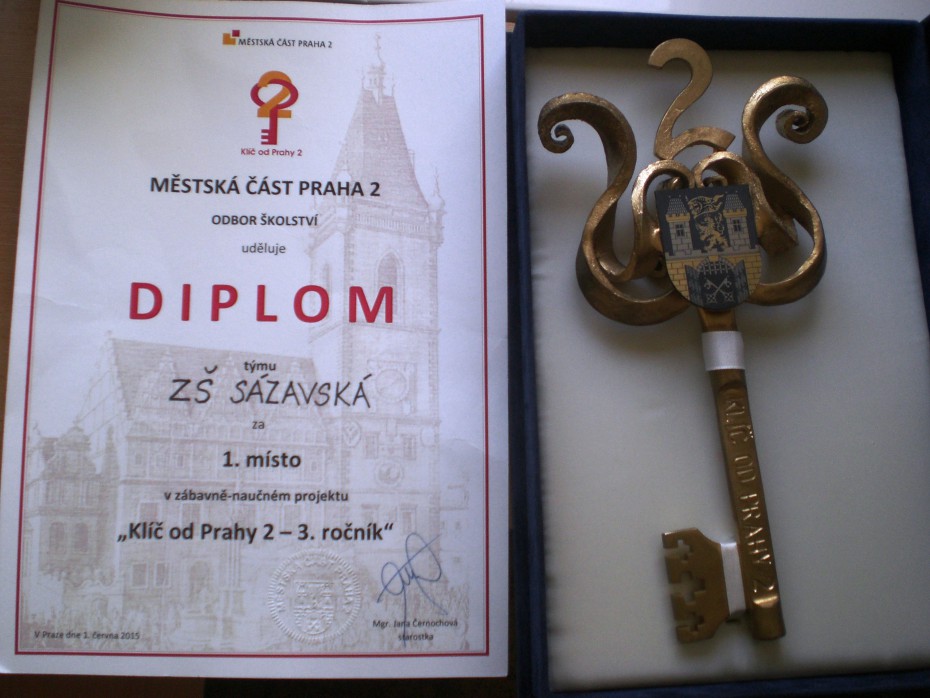 MĚSTSKÁ ČÁST PRAHA 2
Klíč od Prahy 2
MĚSTSKÁ ČÁST PRAHA 2
ODBOR ŠKOLSTVÍ
uděluje
DIPLOM
týmu
ZŠ SÁZAVSKÁ
za
1. místo
v zábavně-naučném projektu
„Klíč od Prahy 2 – 3. ročník“
Mgr. Jana Černochová
starostka
V Praze dne 1. června 2015
2
KLÍČ OD PRAHY 2